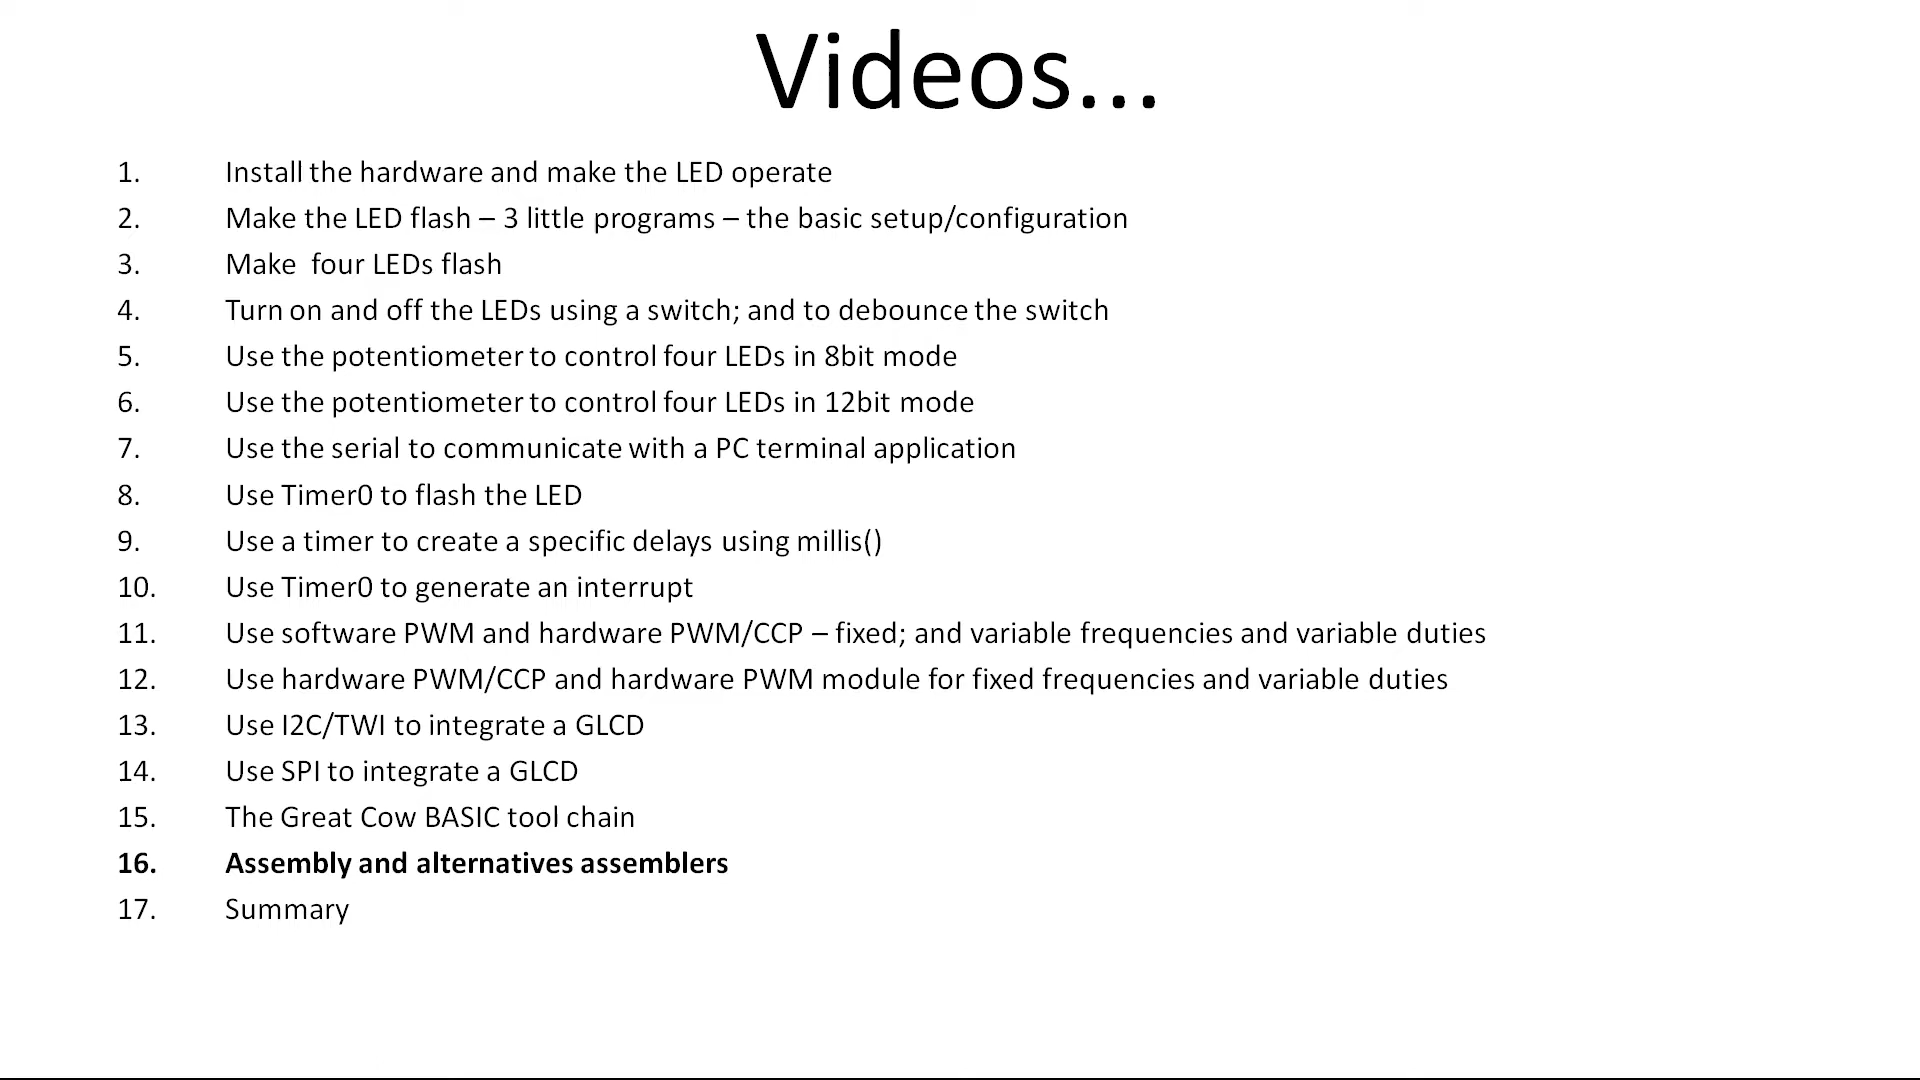 Videos...
1. Install the hardware and make the LED operate
2. Make the LED flash – 3 little programs – the basic setup/configuration
3. Make  four LEDs flash
4. Turn on and off the LEDs using a switch; and to debounce the switch
5. Use the potentiometer to control four LEDs in 8bit mode
6. Use the potentiometer to control four LEDs in 12bit mode
7. Use the serial to communicate with a PC terminal application
8. Use Timer0 to flash the LED
9. Use a timer to create a specific delays using millis()
10. Use Timer0 to generate an interrupt
11. Use software PWM and hardware PWM/CCP – fixed; and variable frequencies and variable duties
12. Use hardware PWM/CCP and hardware PWM module for fixed frequencies and variable duties
13. Use I2C/TWI to integrate a GLCD
14. Use SPI to integrate a GLCD
15. The Great Cow BASIC tool chain
16. Assembly and alternatives assemblers
17. Summary